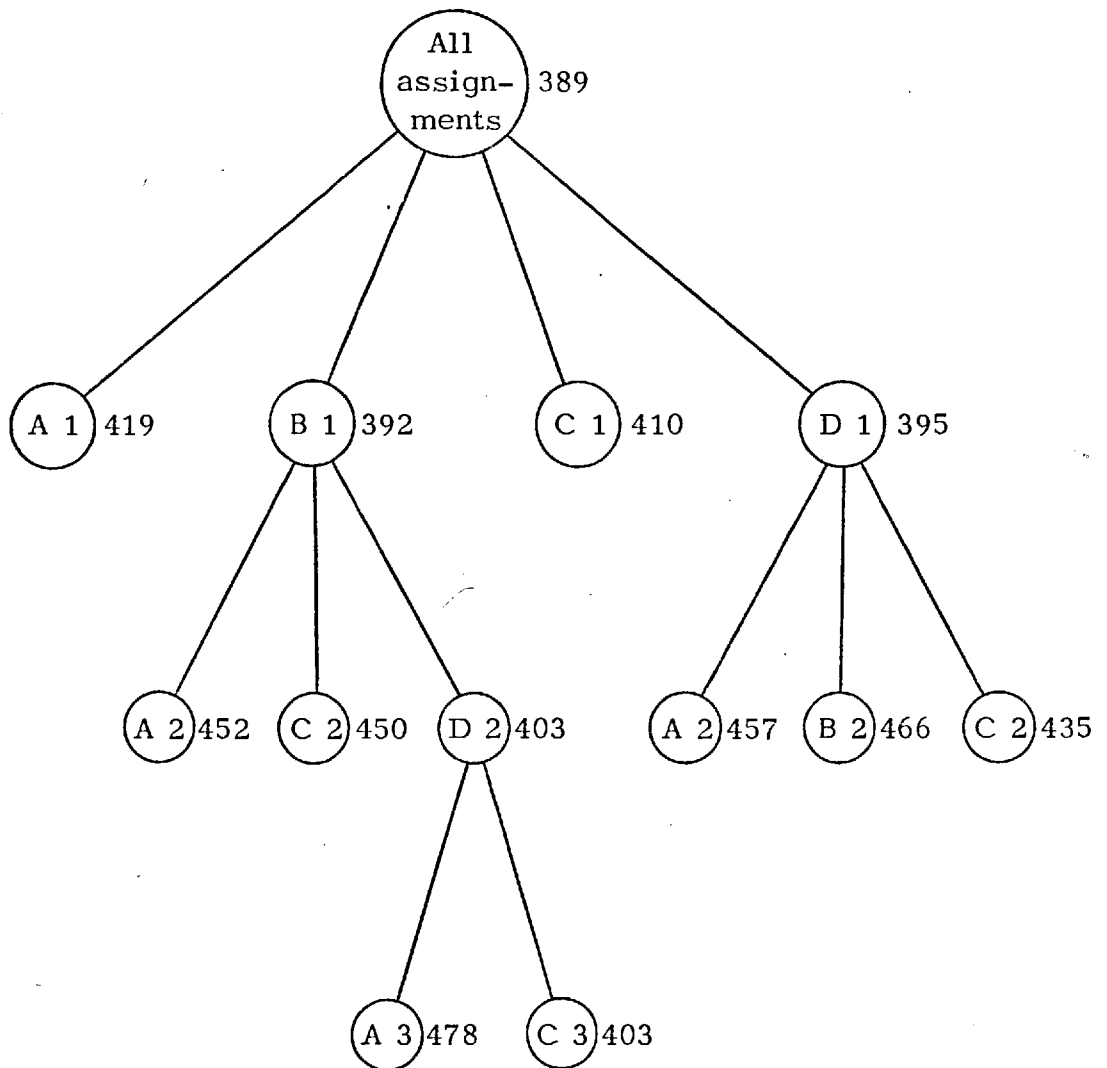 All
assign-
ments
389
A 1 419
B 1 392
C 1 410
D 1 395
A 2 452
C 2 450
D 2 403
A 2 457
B 2 466
C 2 435
A 3 478
C 3 403